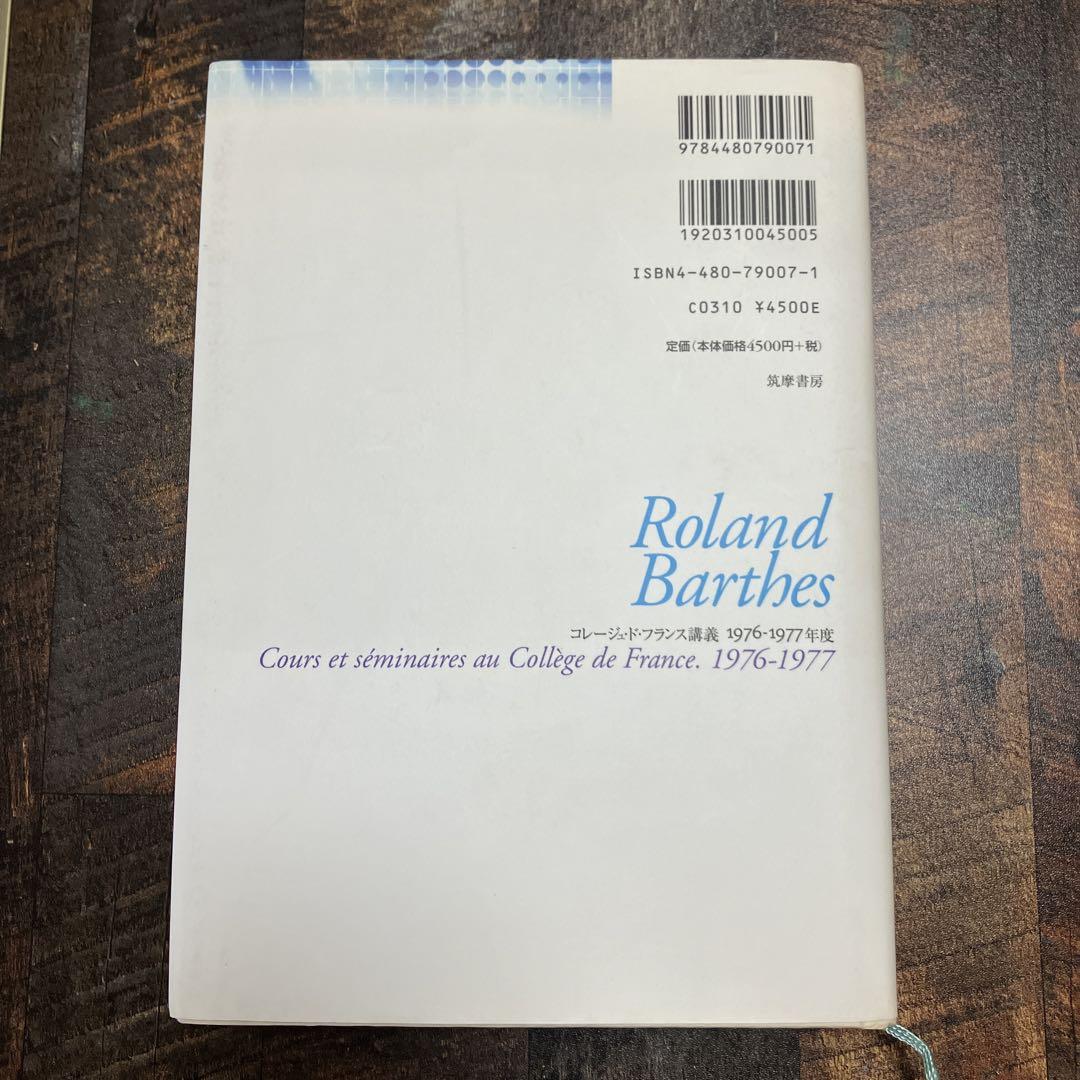 9784480790071
1920310045005
ISBN4-480-79007-1
C0310 ¥4500E
定価(本体価格4500円+税)
筑摩書房
Roland
Barthes
コレージュ・ド・フランス講義 1976-1977年度
Cours et séminaires au Collège de France. 1976-1977